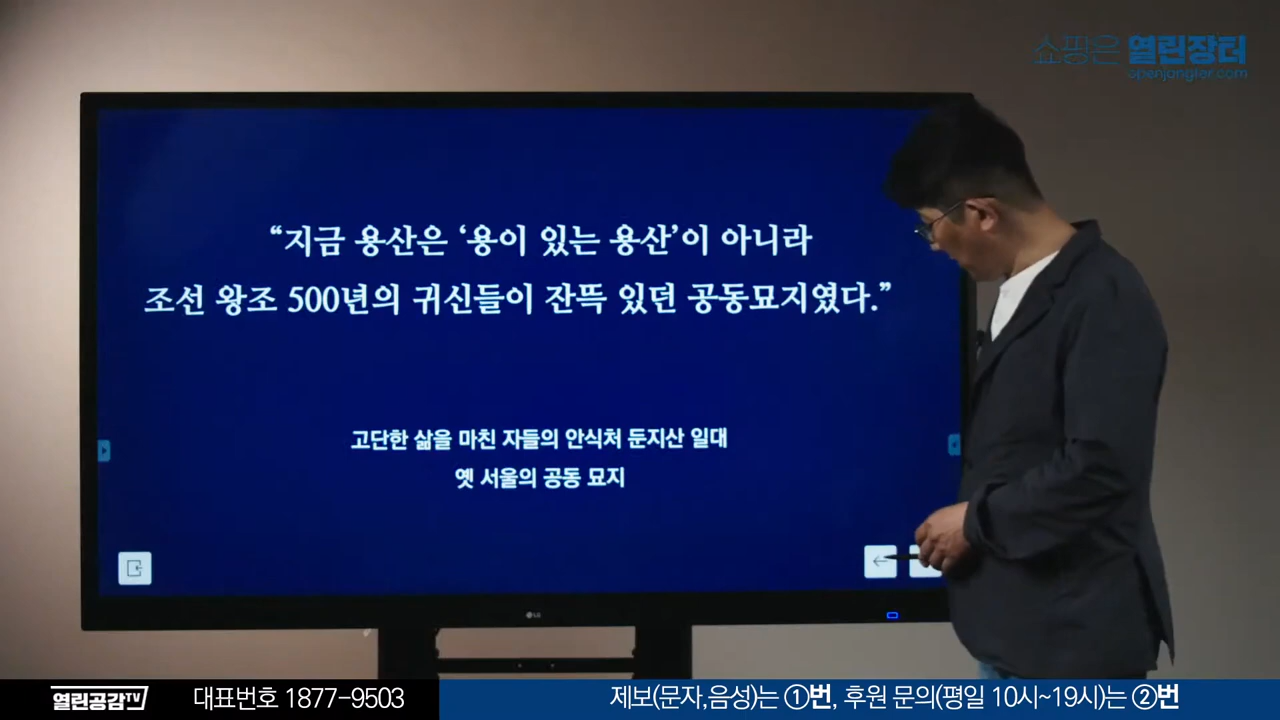 쇼핑은 열린장터
openjangter.com
“지금 용산은 ‘용이 있는 용산’이 아니라
조선 왕조 500년의 귀신들이 잔뜩 있던 공동묘지였다.”
고단한 삶을 마친 자들의 안식처 둔지산 일대
옛 서울의 공동 묘지
LG
열린공감TV 대표번호 1877-9503 제보(문자,음성)는 ①번, 후원 문의(평일 10시~19시)는 ②번